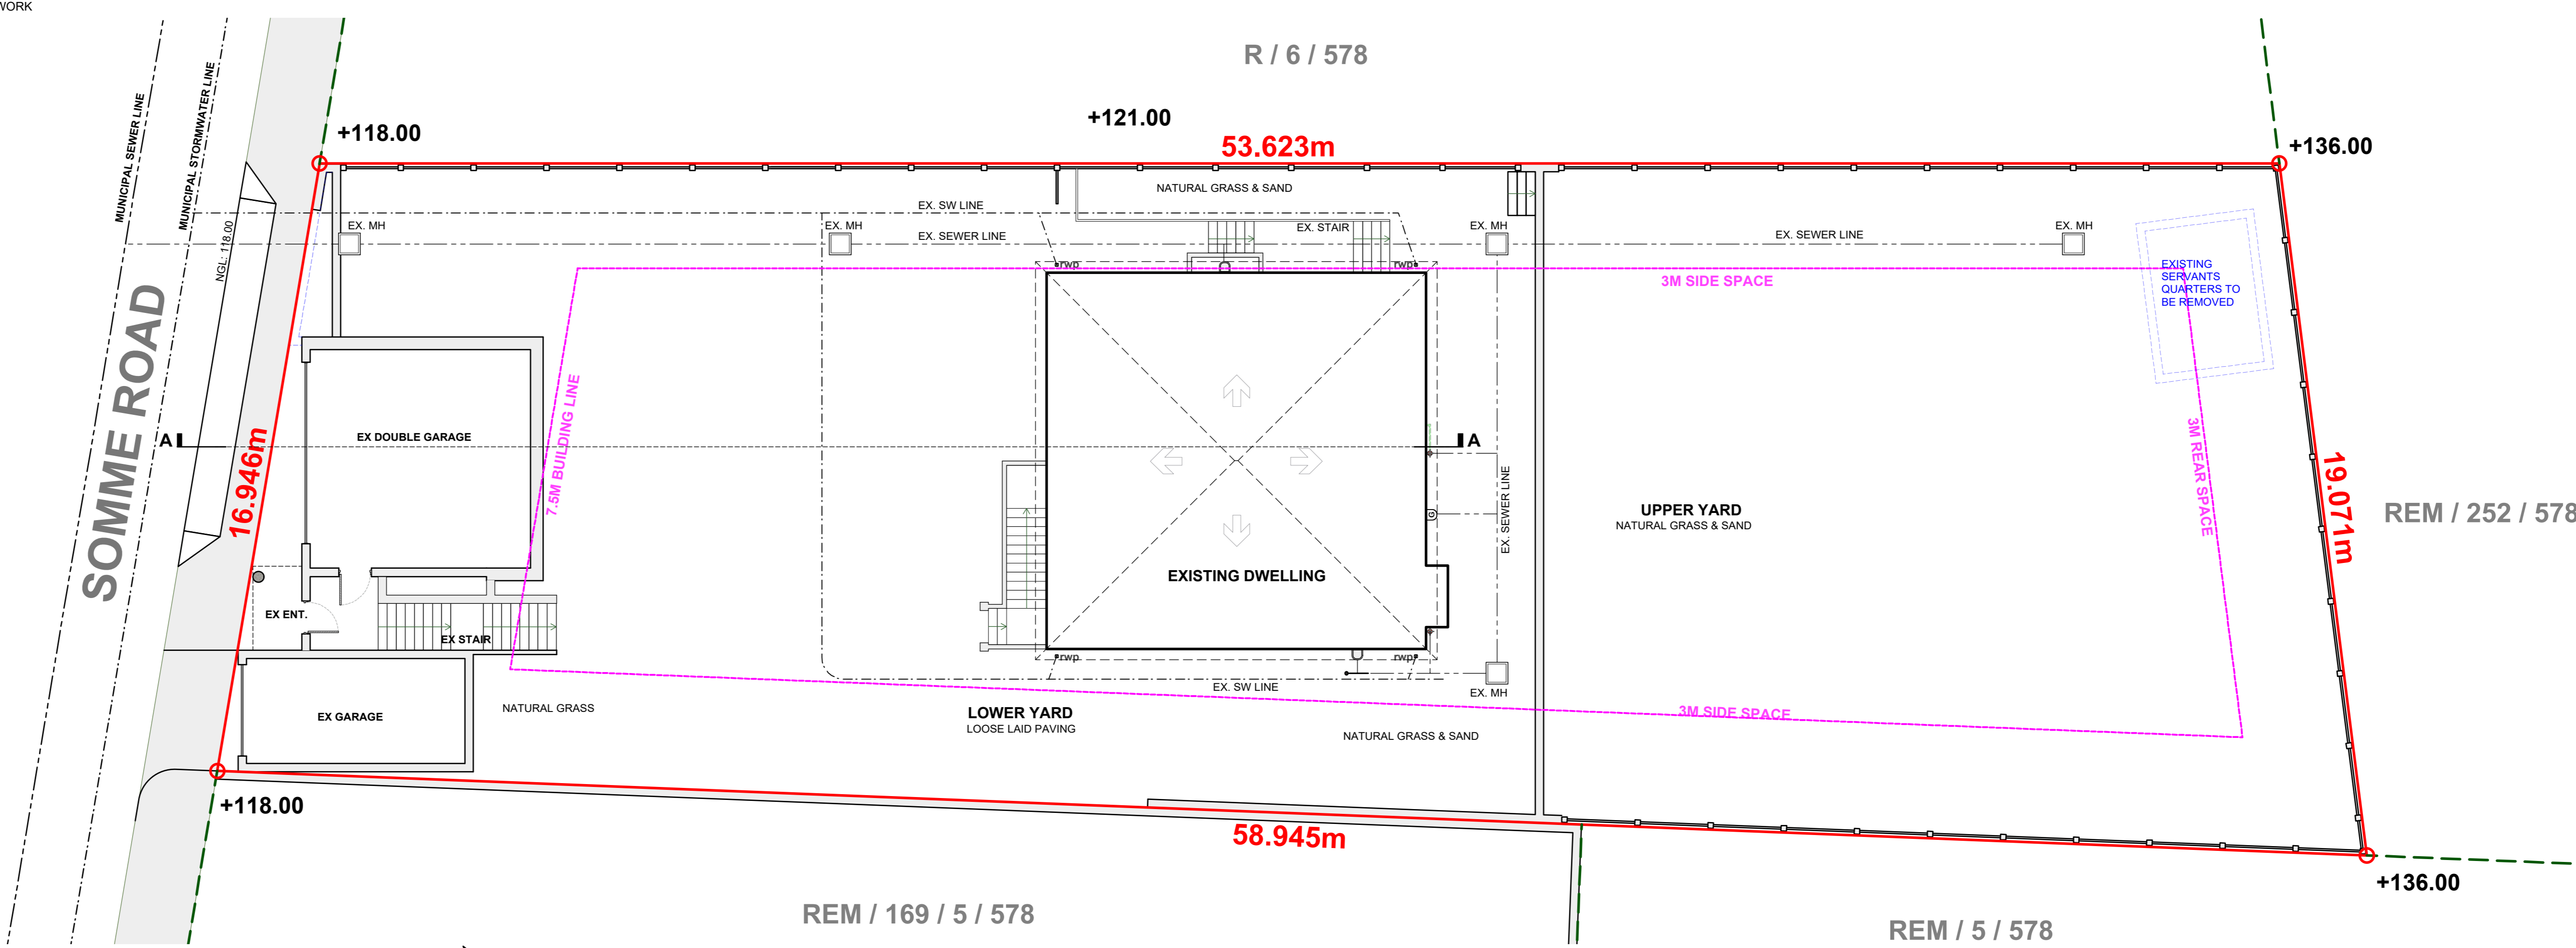 WORK
R / 6 / 578
+121.00
+118.00
53.623m
+136.00
MUNICIPAL SEWER LINE
MUNICIPAL STORMWATER LINE
NATURAL GRASS & SAND
EX. SW LINE
EX. MH
EX. MH
EX. SEWER LINE
EX. STAIR
EX. MH
EX. SEWER LINE
EX. MH
NGL: 118.00
rwp
rwp
3M SIDE SPACE
EXISTING
SERVANTS
QUARTERS TO
BE REMOVED
SOMME ROAD
7.5M BUILDING LINE
A
EX DOUBLE GARAGE
A
16.946m
3M REAR SPACE
19.071m
EX. SEWER LINE
G
UPPER YARD
NATURAL GRASS & SAND
REM / 252 / 578
EXISTING DWELLING
EX ENT.
EX STAIR
rwp
rwp
EX. SW LINE
EX. MH
EX GARAGE
NATURAL GRASS
LOWER YARD
LOOSE LAID PAVING
3M SIDE SPACE
NATURAL GRASS & SAND
+118.00
58.945m
+136.00
REM / 169 / 5 / 578
REM / 5 / 578